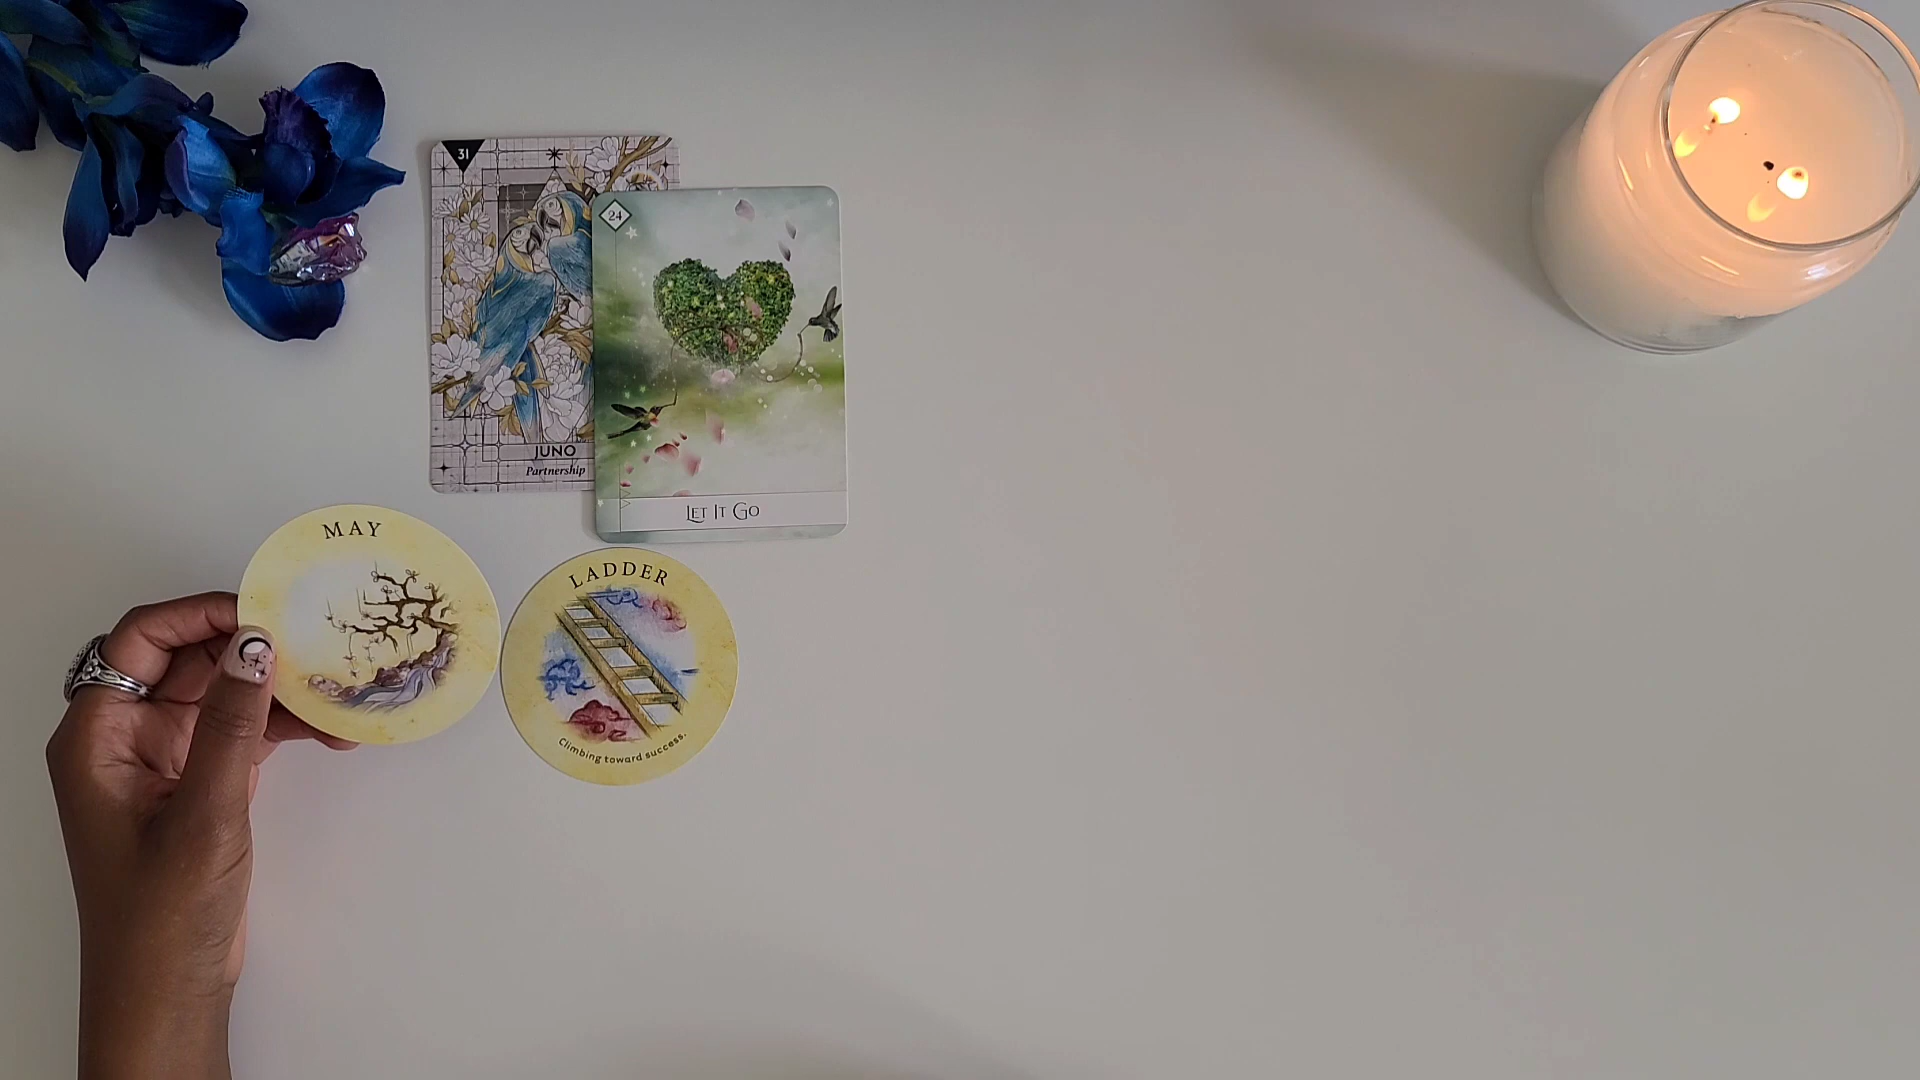 31
JUNO
Partnership
24
LET IT GO
MAY
LADDER
Climbing toward success.